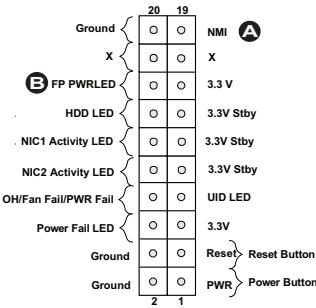 20 19
Ground NMI A
X X
B FP PWRLED 3.3 V
HDD LED 3.3V Stby
NIC1 Activity LED 3.3V Stby
NIC2 Activity LED 3.3V Stby
OH/Fan Fail/PWR Fail UID LED
Power Fail LED 3.3V
Ground Reset Reset Button
Ground PWR Power Button
2 1